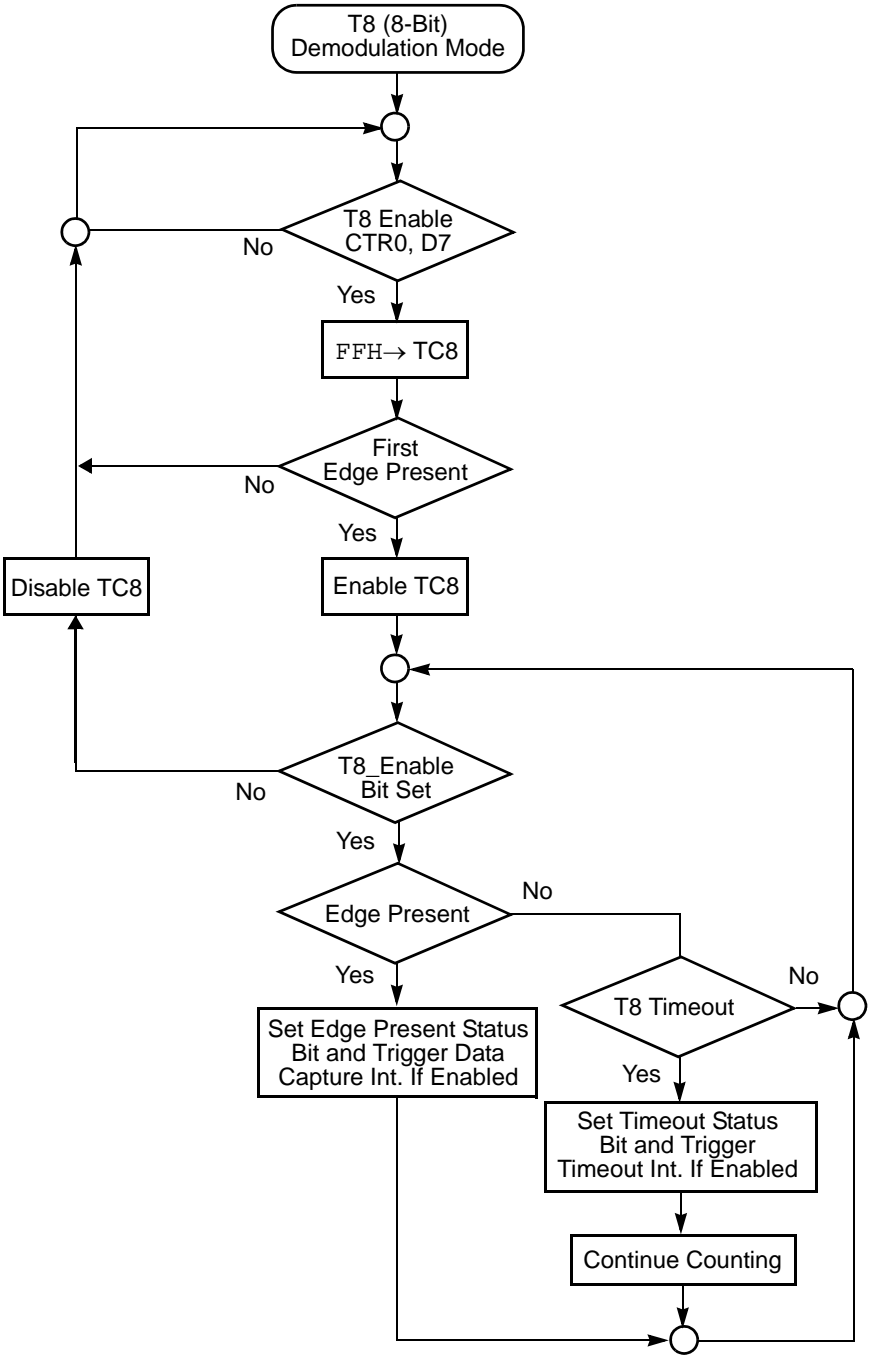 T8 (8-Bit)
Demodulation Mode
T8 Enable
CTR0, D7
No
Yes
FFH→ TC8
First
Edge Present
No
Yes
Disable TC8
Enable TC8
T8_Enable
Bit Set
No
Yes
Edge Present
No
Yes
T8 Timeout
No
Set Edge Present Status
Bit and Trigger Data
Capture Int. If Enabled
Yes
Set Timeout Status
Bit and Trigger
Timeout Int. If Enabled
Continue Counting